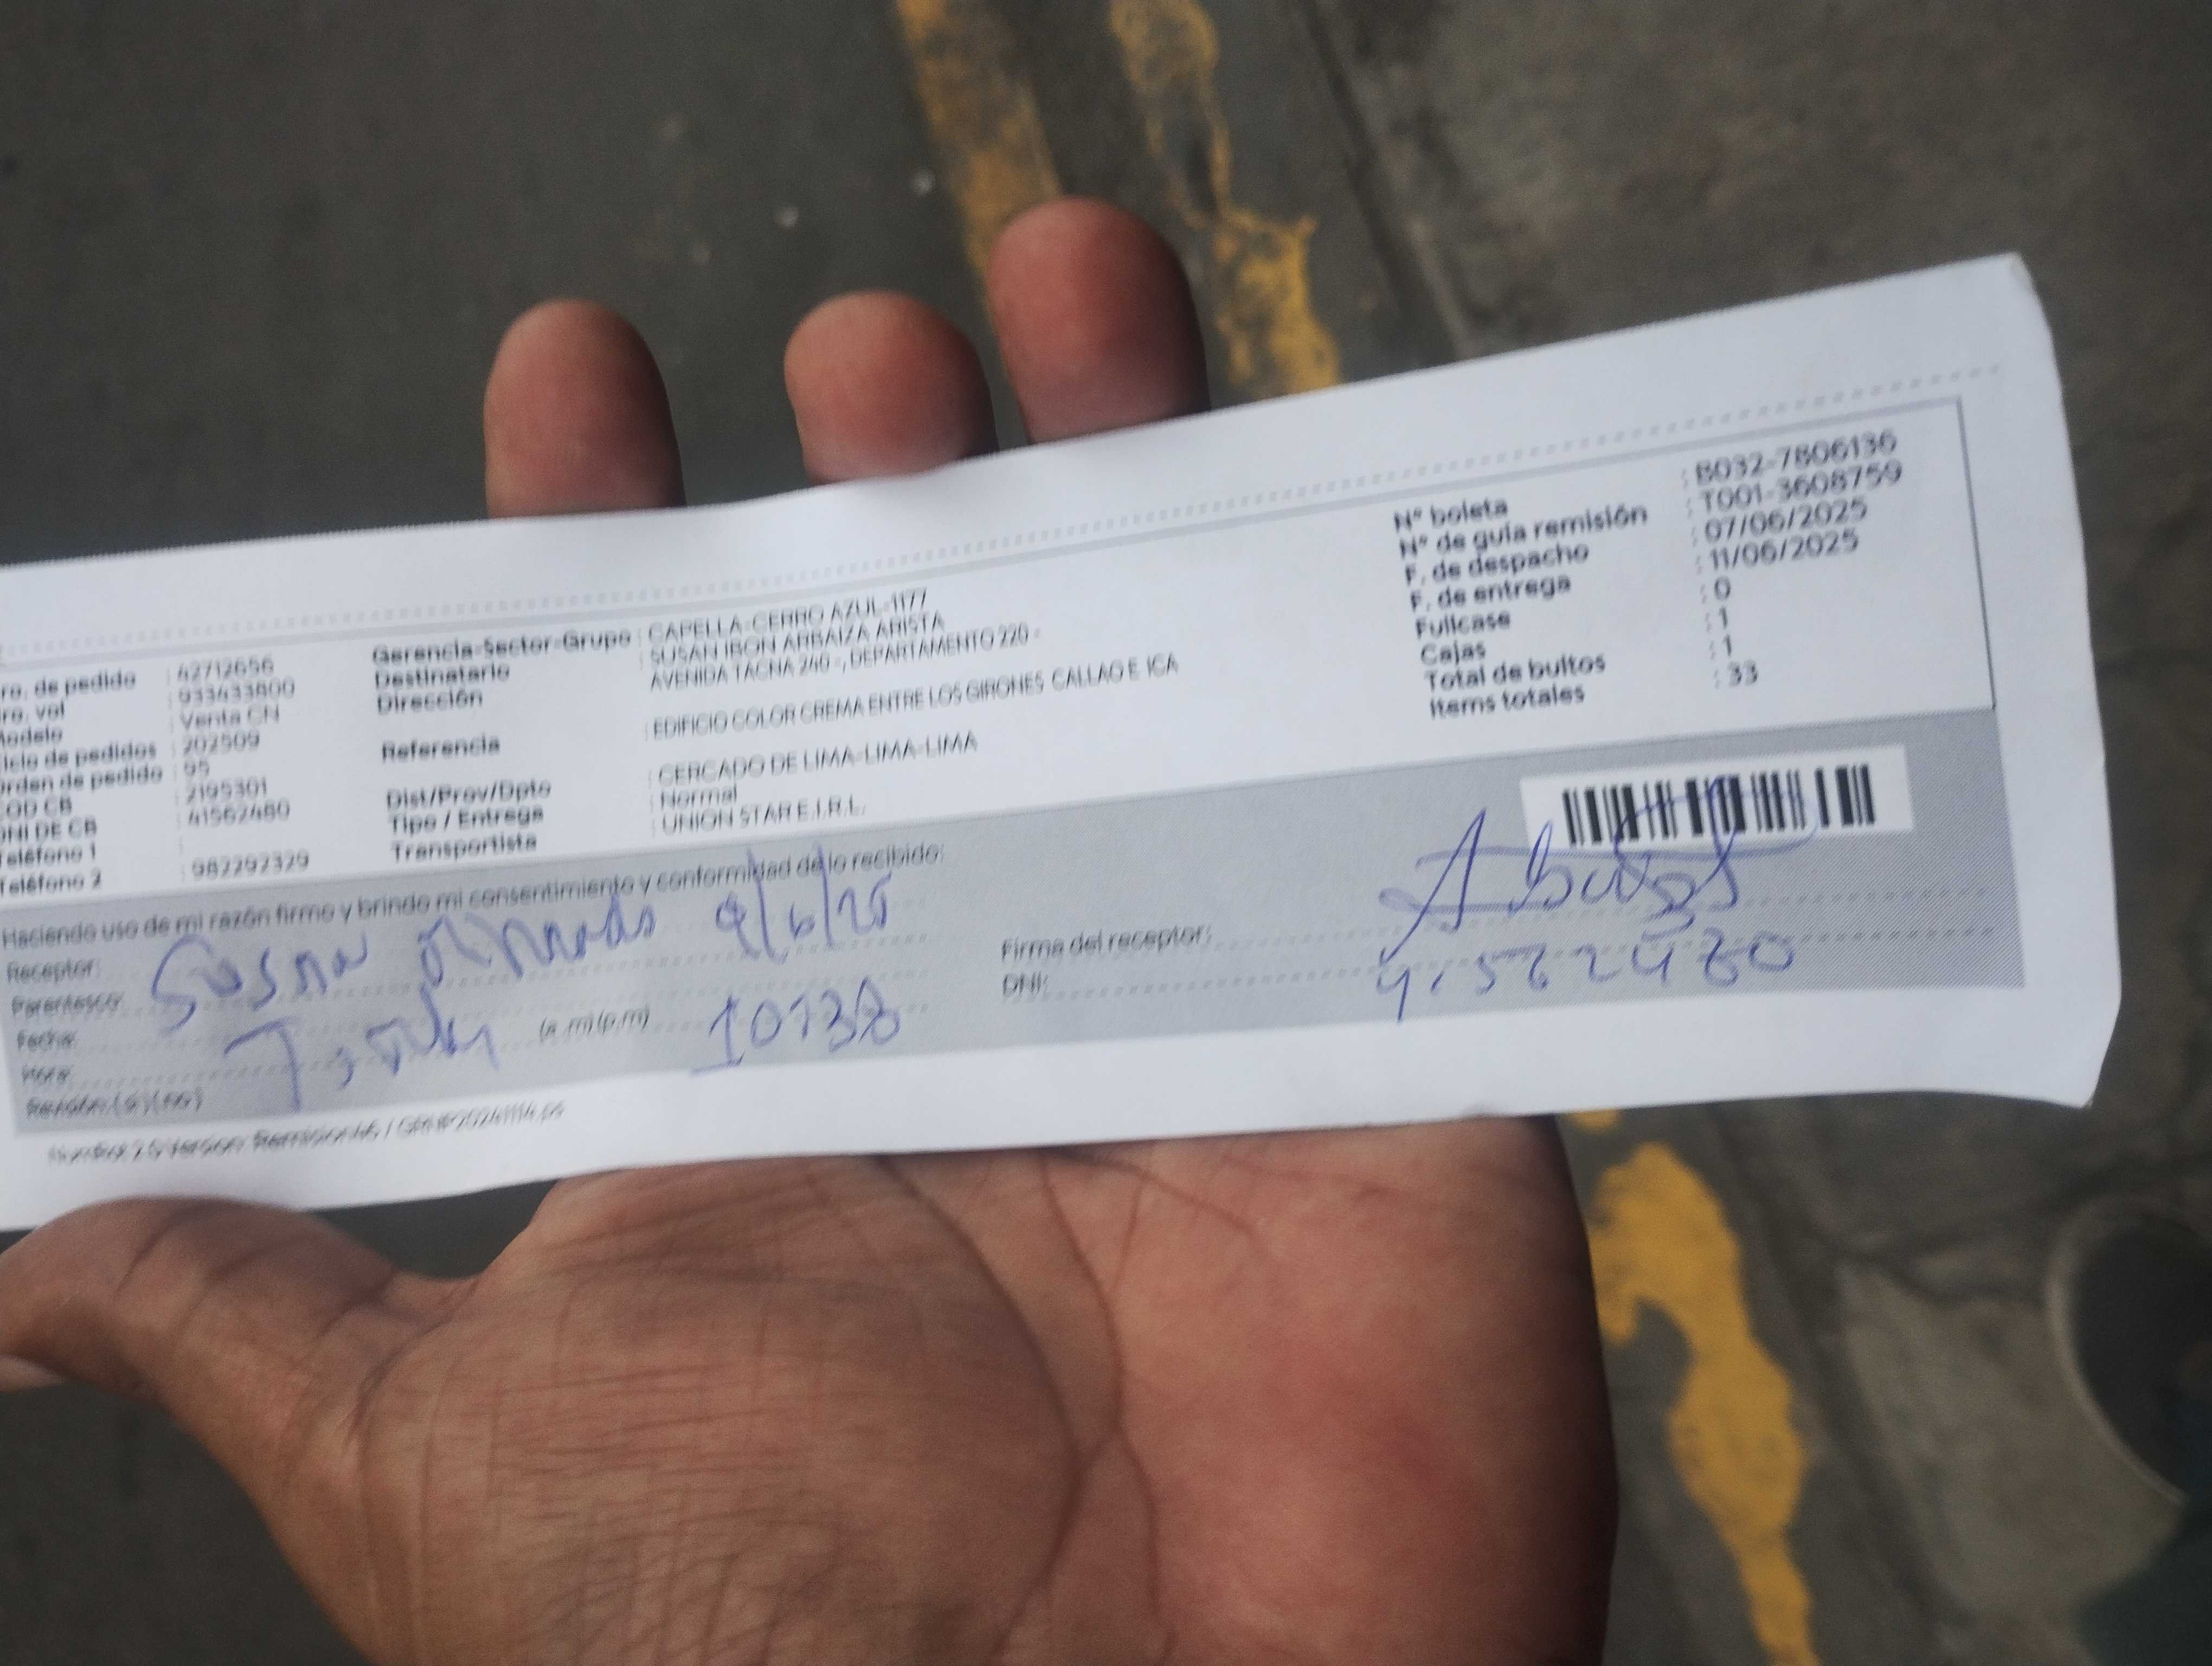 ro. de pedido : 42712656
ro. vol : 933433800
Modelo : Venta CN
iclo de pedidos : 202509
Orden de pedido : 95
COD CB : 2195301
DNI DE CB : 41562480
Teléfono 1
Teléfono 2 : 982292329
Gerencia-Sector-Grupo : CAPELLA-CERRO AZUL-1177
Destinatario : SUSAN IBON ARBAIZA ARISTA
Dirección : AVENIDA TACNA 240 -, DEPARTAMENTO 220 -
Referencia : EDIFICIO COLOR CREMA ENTRE LOS GIRONES CALLAO E ICA
Dist/Prov/Dpto : CERCADO DE LIMA-LIMA-LIMA
Tipo / Entrega : Normal
Transportista : UNION STAR E.I.R.L.
N° boleta : B032-7806136
N° de guía remisión : T001-3608759
F. de despacho : 07/06/2025
F. de entrega : 11/06/2025
Fullcase : 0
Cajas : 1
Total de bultos : 1
Items totales : 33
Haciendo uso de mi razón firmo y brindo mi consentimiento y conformidad de lo recibido:
Receptor:
Parentesco:
Fecha:
Hora: (a.m)(p.m)
Susan 9/6/25
10:38
Firma del receptor:
DNI: 41562480